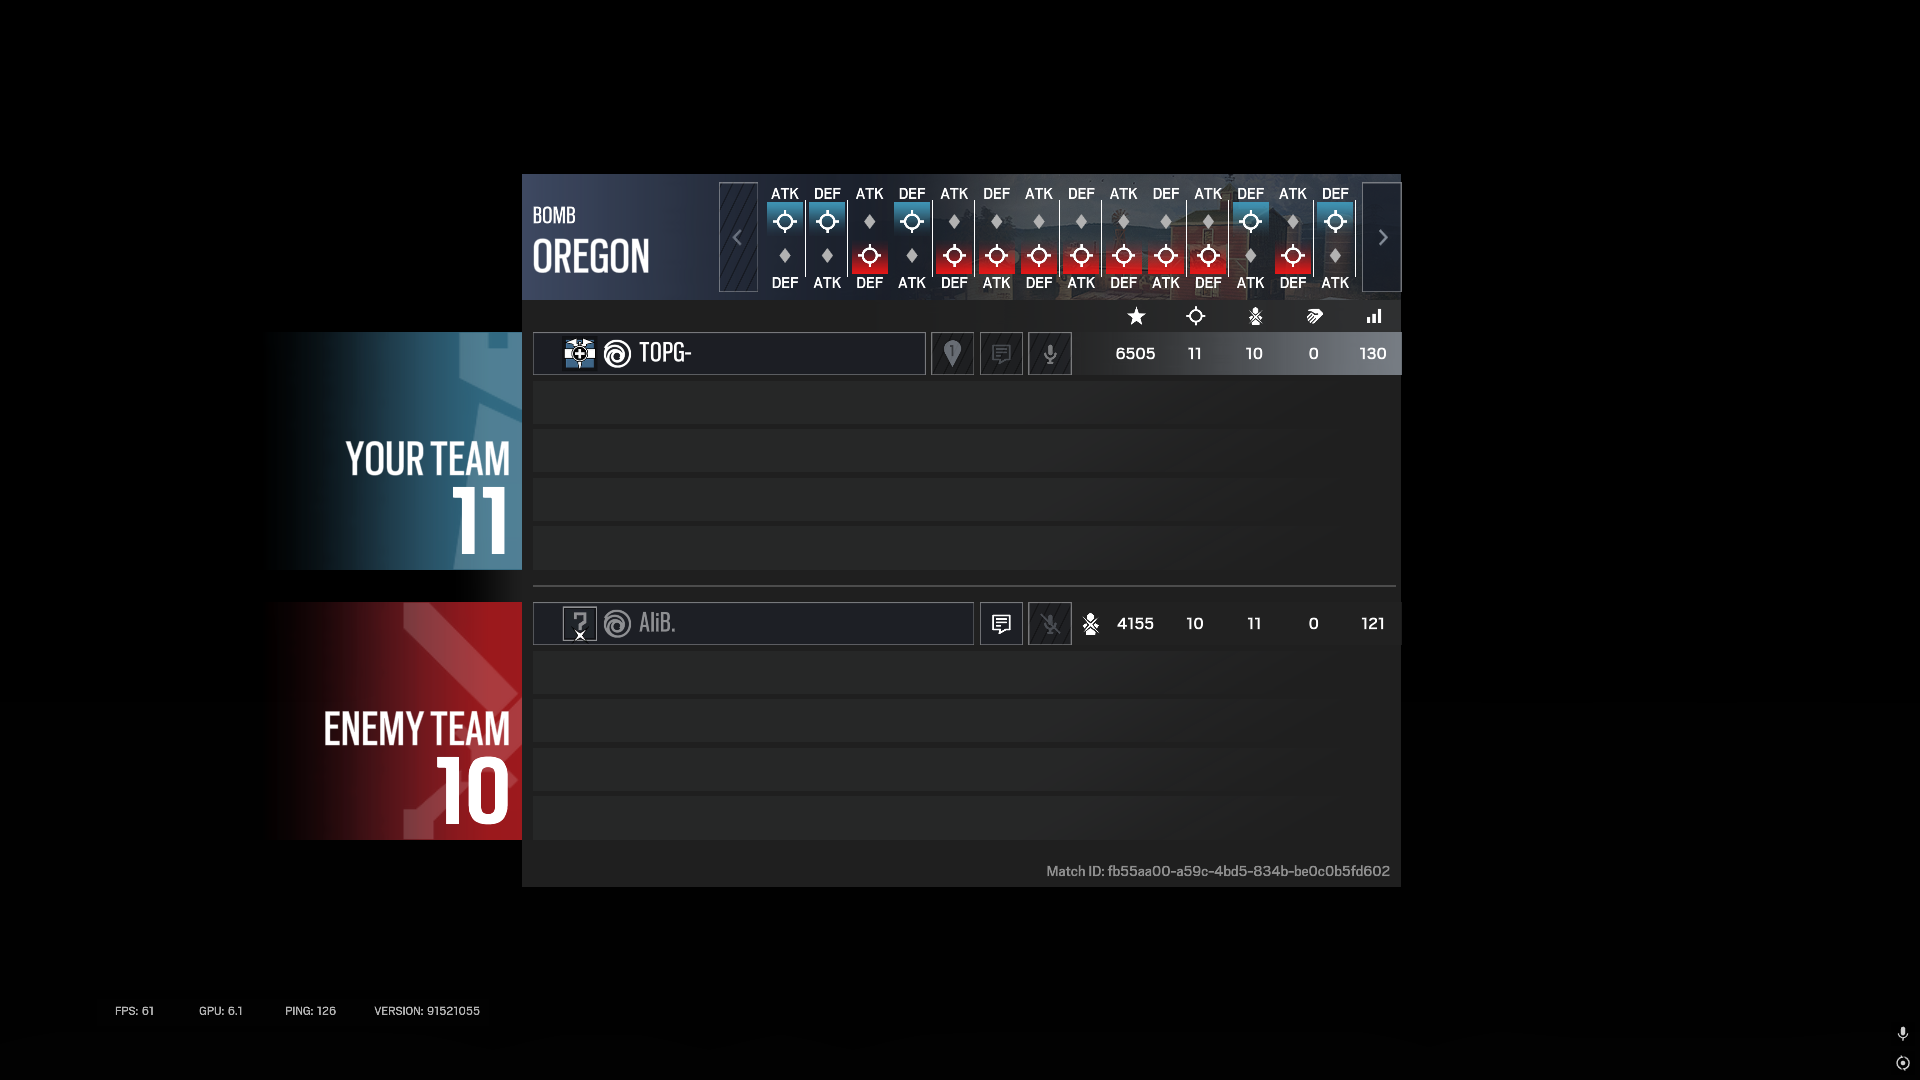 ATK DEF ATK DEF ATK DEF ATK DEF ATK DEF ATK DEF ATK DEF
BOMB
OREGON
DEF ATK DEF ATK DEF ATK DEF ATK DEF ATK DEF ATK DEF ATK
TOPG- 1 6505 11 10 0 130
YOUR TEAM
11
? AliB. 4155 10 11 0 121
ENEMY TEAM
10
Match ID: fb55aa00-a59c-4bd5-834b-be0c0b5fd602
FPS: 61 GPU: 6.1 PING: 126 VERSION: 91521055